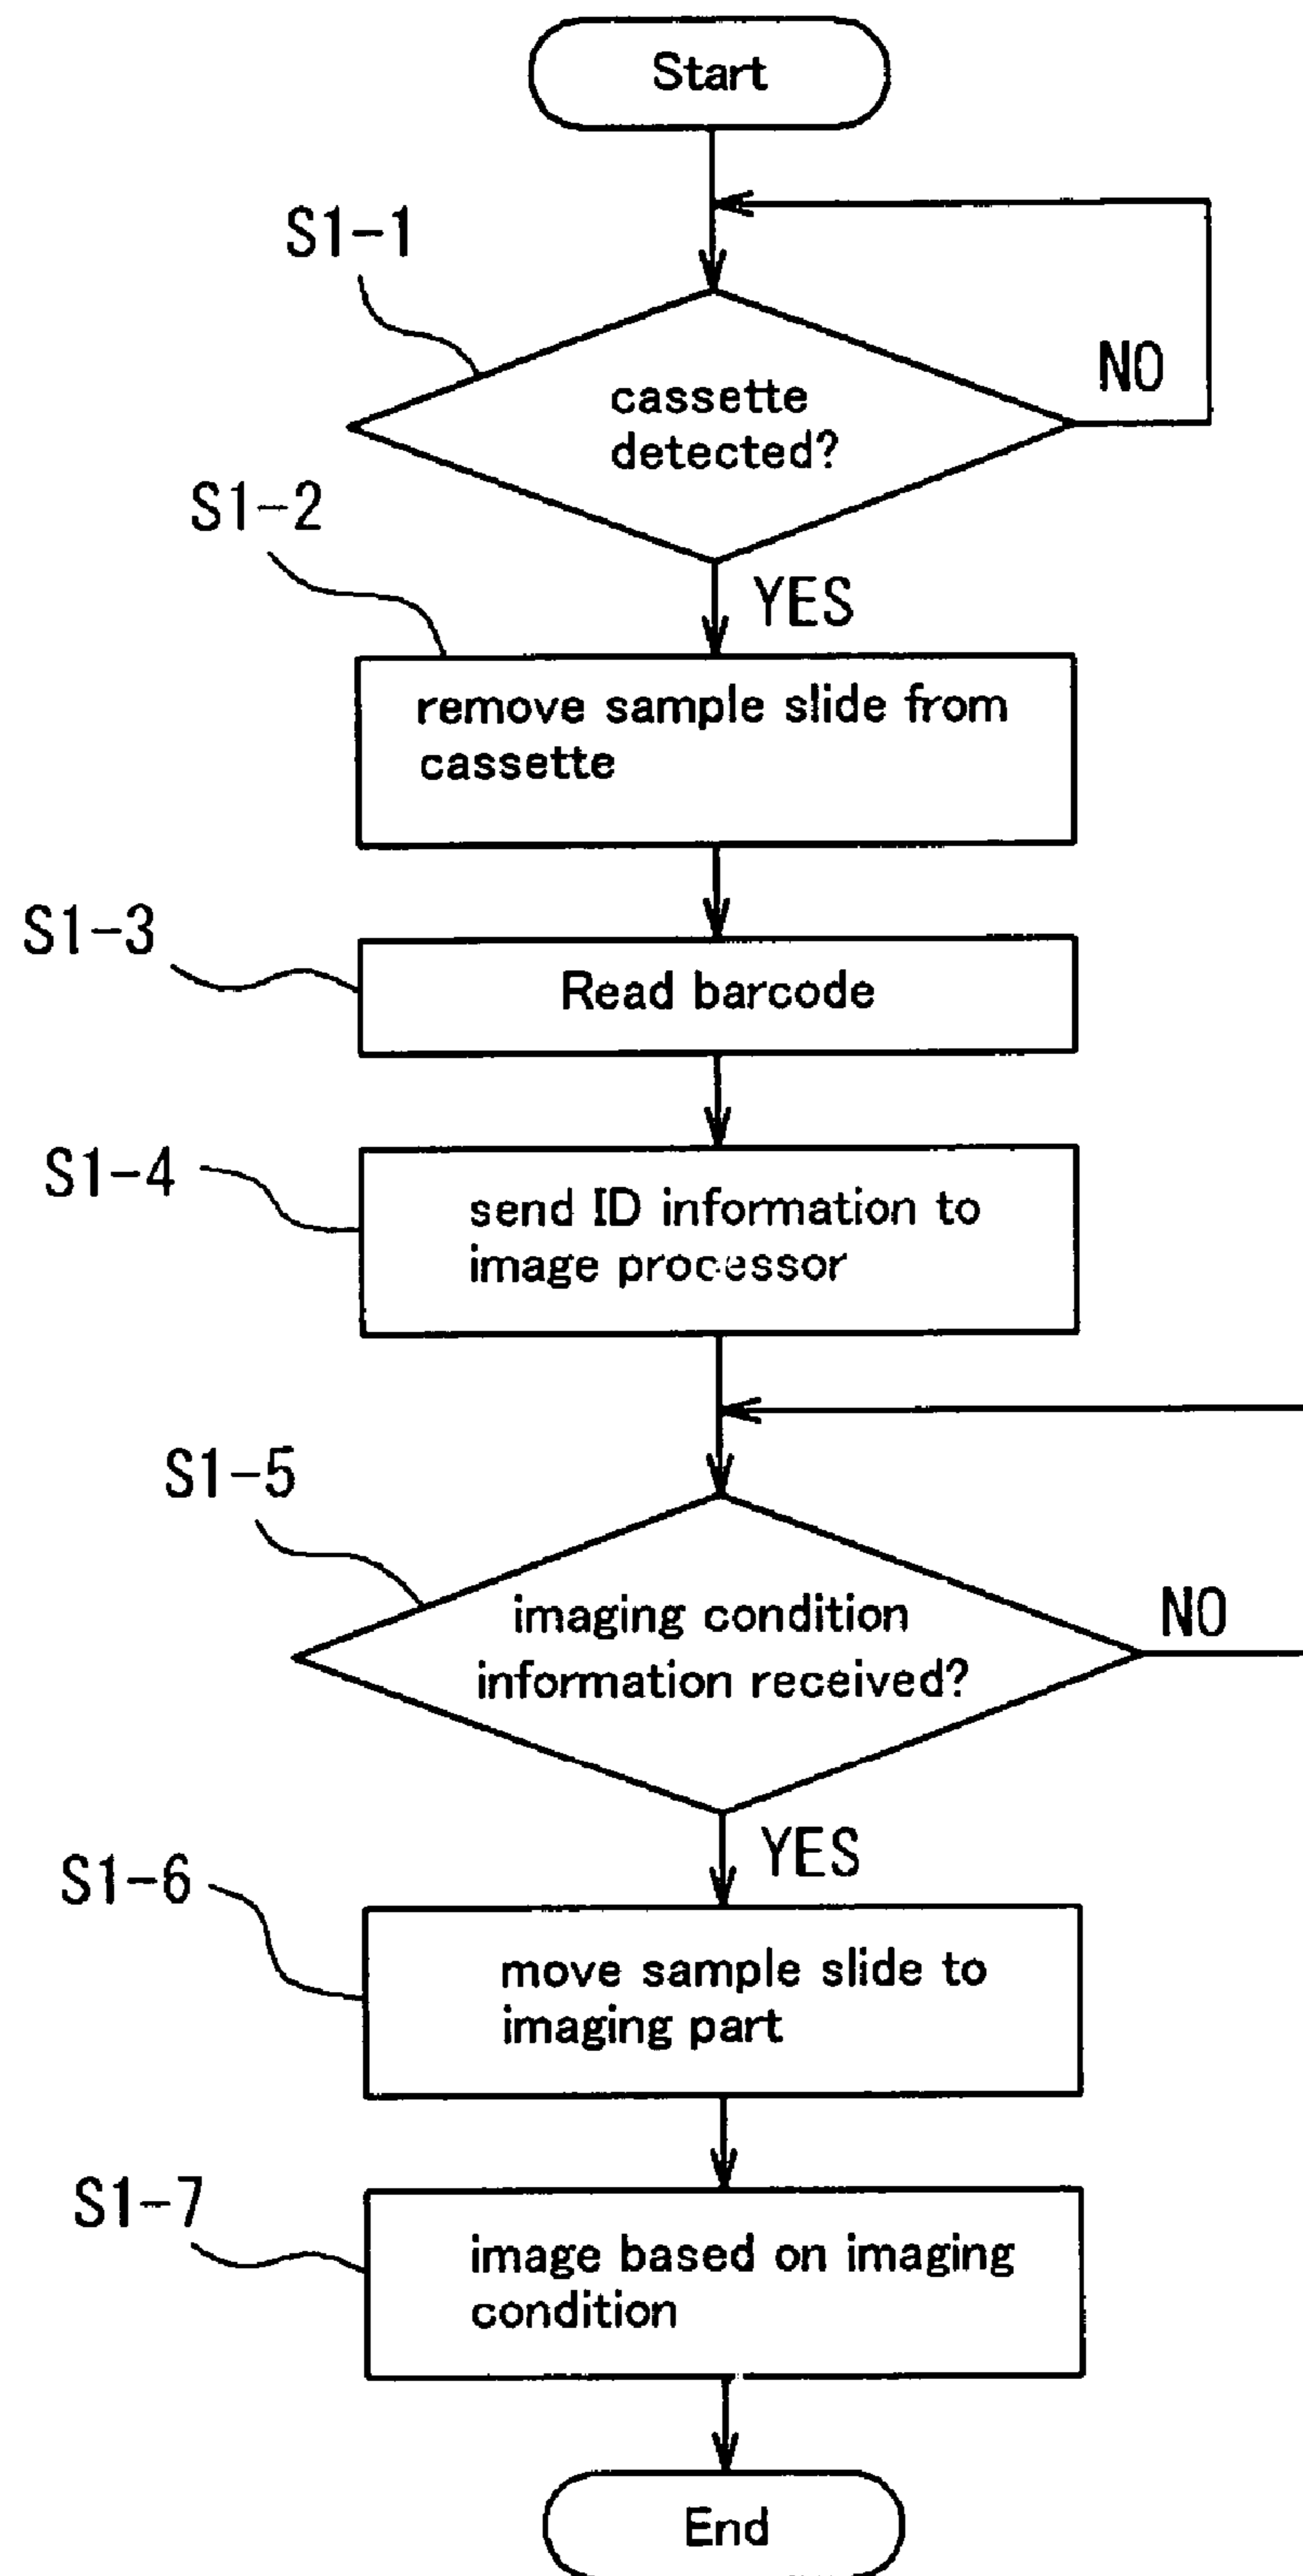 Start
S1-1
NO
cassette
detected?
S1-2
YES
remove sample slide from
cassette
S1-3
Read barcode
S1-4
send ID information to
image processor
S1-5
NO
imaging condition
information received?
YES
S1-6
move sample slide to
imaging part
S1-7
image based on imaging
condition
End